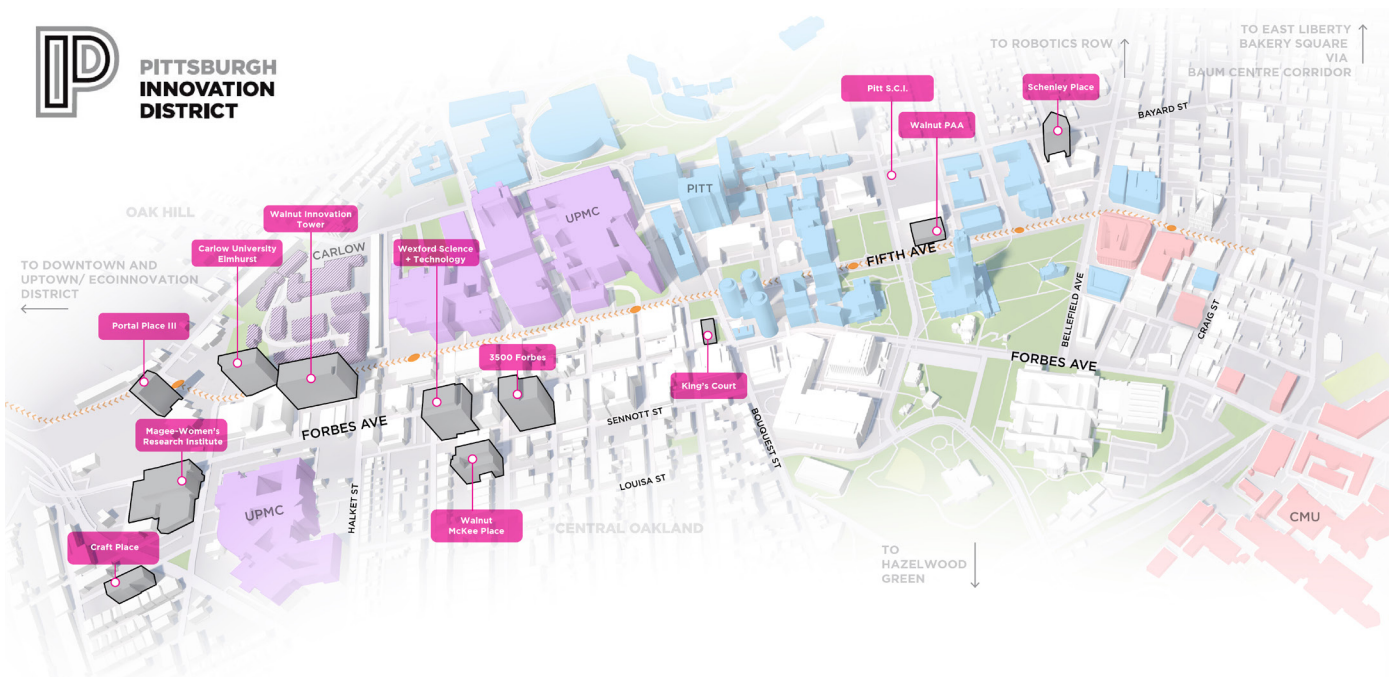 PITTSBURGH
INNOVATION
DISTRICT
TO ROBOTICS ROW
TO EAST LIBERTY
BAKERY SQUARE
VIA
BAUM CENTRE CORRIDOR
Pitt S.C.I.
Schenley Place
Walnut PAA
BAYARD ST
PITT
OAK HILL
Walnut Innovation
Tower
UPMC
Carlow University
Elmhurst
CARLOW
Wexford Science
+ Technology
FIFTH AVE
TO DOWNTOWN AND
UPTOWN/ ECOINNOVATION
DISTRICT
BELLEFIELD AVE
CRAIG ST
Portal Place III
3500 Forbes
FORBES AVE
King's Court
SENNOTT ST
BOUQUEST ST
FORBES AVE
Magee-Women's
Research Institute
LOUISA ST
HALKET ST
UPMC
Walnut
McKee Place
CENTRAL OAKLAND
CMU
Craft Place
TO
HAZELWOOD
GREEN